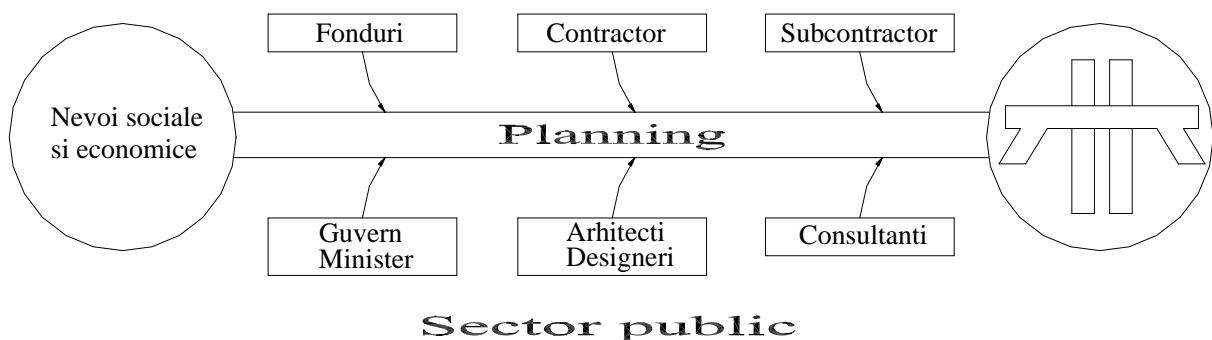 Fonduri
Contractor
Subcontractor
Nevoi sociale
si economice
Planning
Guvern
Minister
Arhitecti
Designeri
Consultanti
Sector public